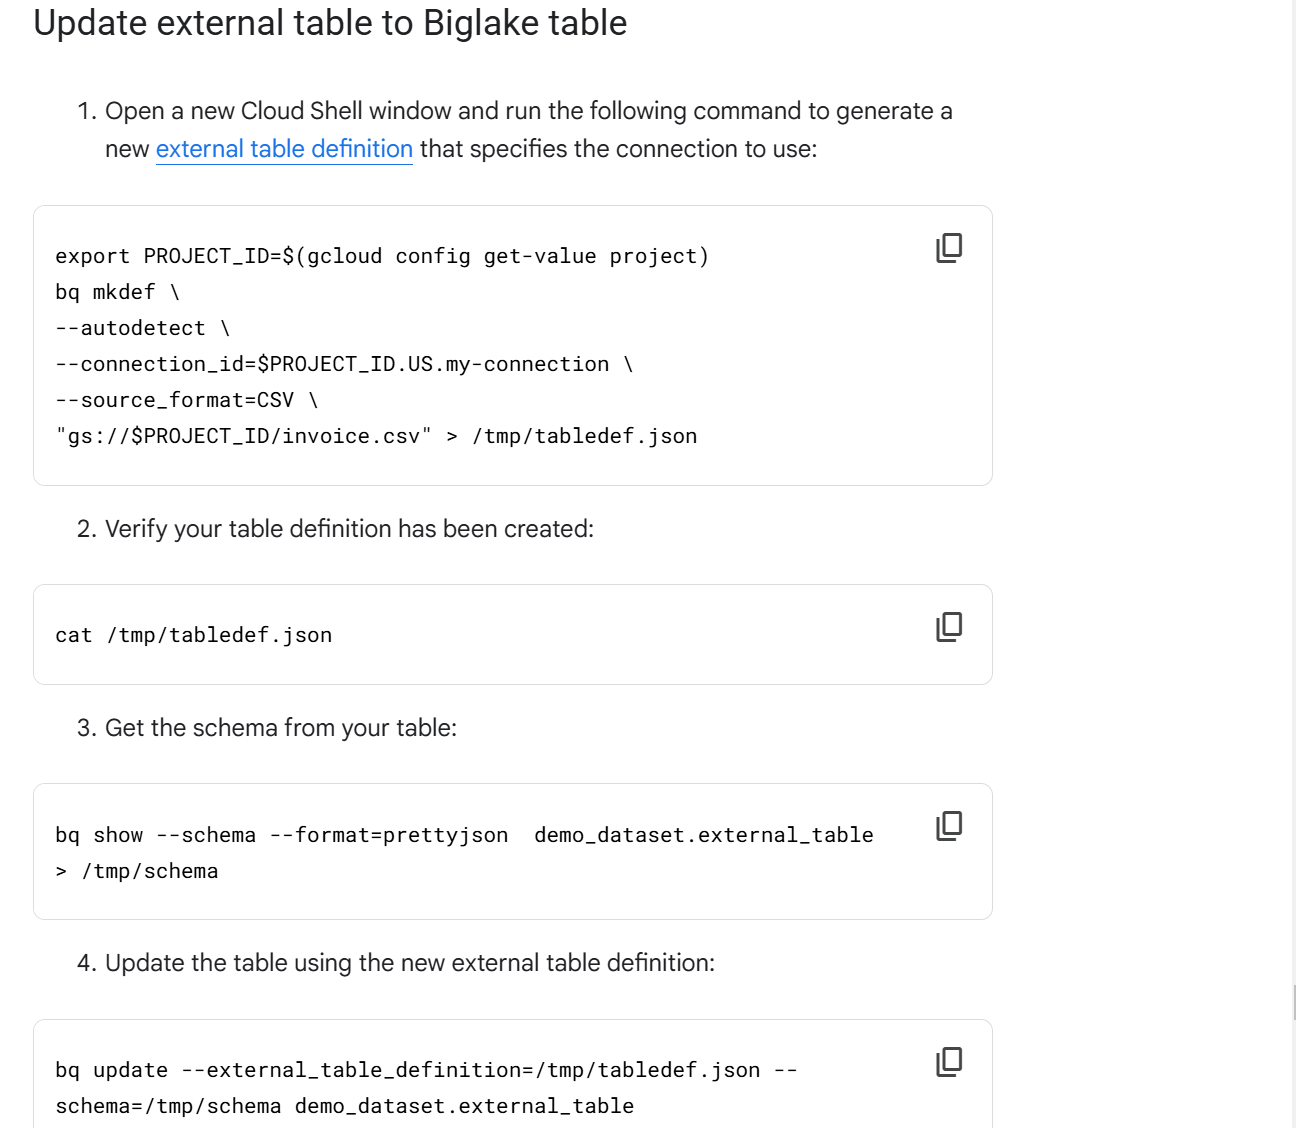 Update external table to Biglake table
1. Open a new Cloud Shell window and run the following command to generate a
new external table definition that specifies the connection to use:
export PROJECT_ID=$(gcloud config get-value project)
bq mkdef \
--autodetect \
--connection_id=$PROJECT_ID.US.my-connection \
--source_format=CSV \
"gs://$PROJECT_ID/invoice.csv" > /tmp/tabledef.json
2. Verify your table definition has been created:
cat /tmp/tabledef.json
3. Get the schema from your table:
bq show --schema --format=prettyjson  demo_dataset.external_table
> /tmp/schema
4. Update the table using the new external table definition:
bq update --external_table_definition=/tmp/tabledef.json --
schema=/tmp/schema demo_dataset.external_table